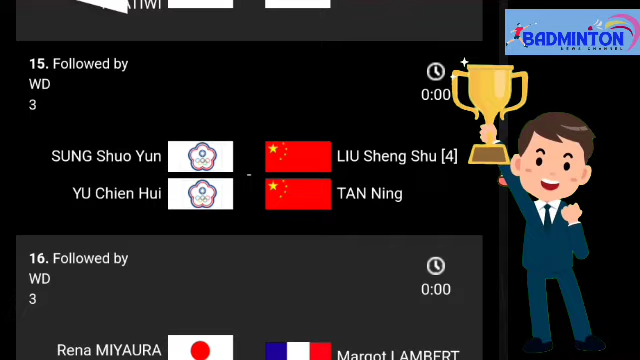 BADMINTON
15. Followed by
WD
3
0:00
SUNG Shuo Yun - LIU Sheng Shu [4]
YU Chien Hui TAN Ning
16. Followed by
WD
3
0:00
Rena MIYAURA Margot LAMBERT